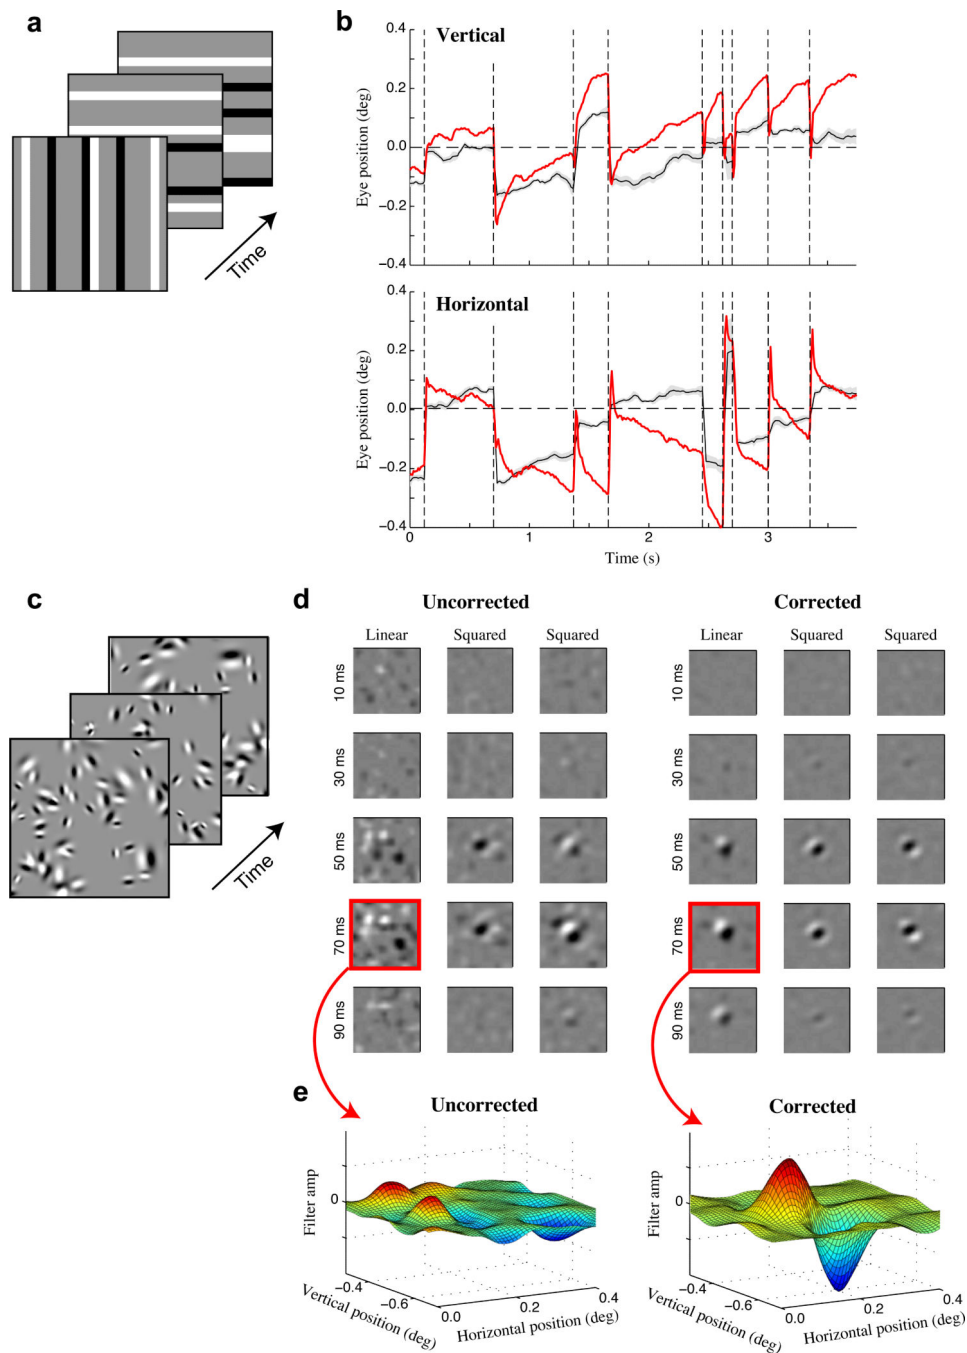 a
Time
b
Vertical
Eye position (deg)
0.4
0.2
0.0
−0.2
−0.4
Horizontal
Eye position (deg)
0.4
0.2
0.0
−0.2
−0.4
0 1 2 3
Time (s)
c
Time
d
Uncorrected Corrected
Linear Squared Squared Linear Squared Squared
10 ms 10 ms
30 ms 30 ms
50 ms 50 ms
70 ms 70 ms
90 ms 90 ms
e
Uncorrected
Filter amp
0
−0.4
−0.6
Vertical position (deg)
0.0 0.2 0.4
Horizontal position (deg)
Corrected
Filter amp
0
−0.4
−0.6
Vertical position (deg)
0.0 0.2 0.4
Horizontal position (deg)